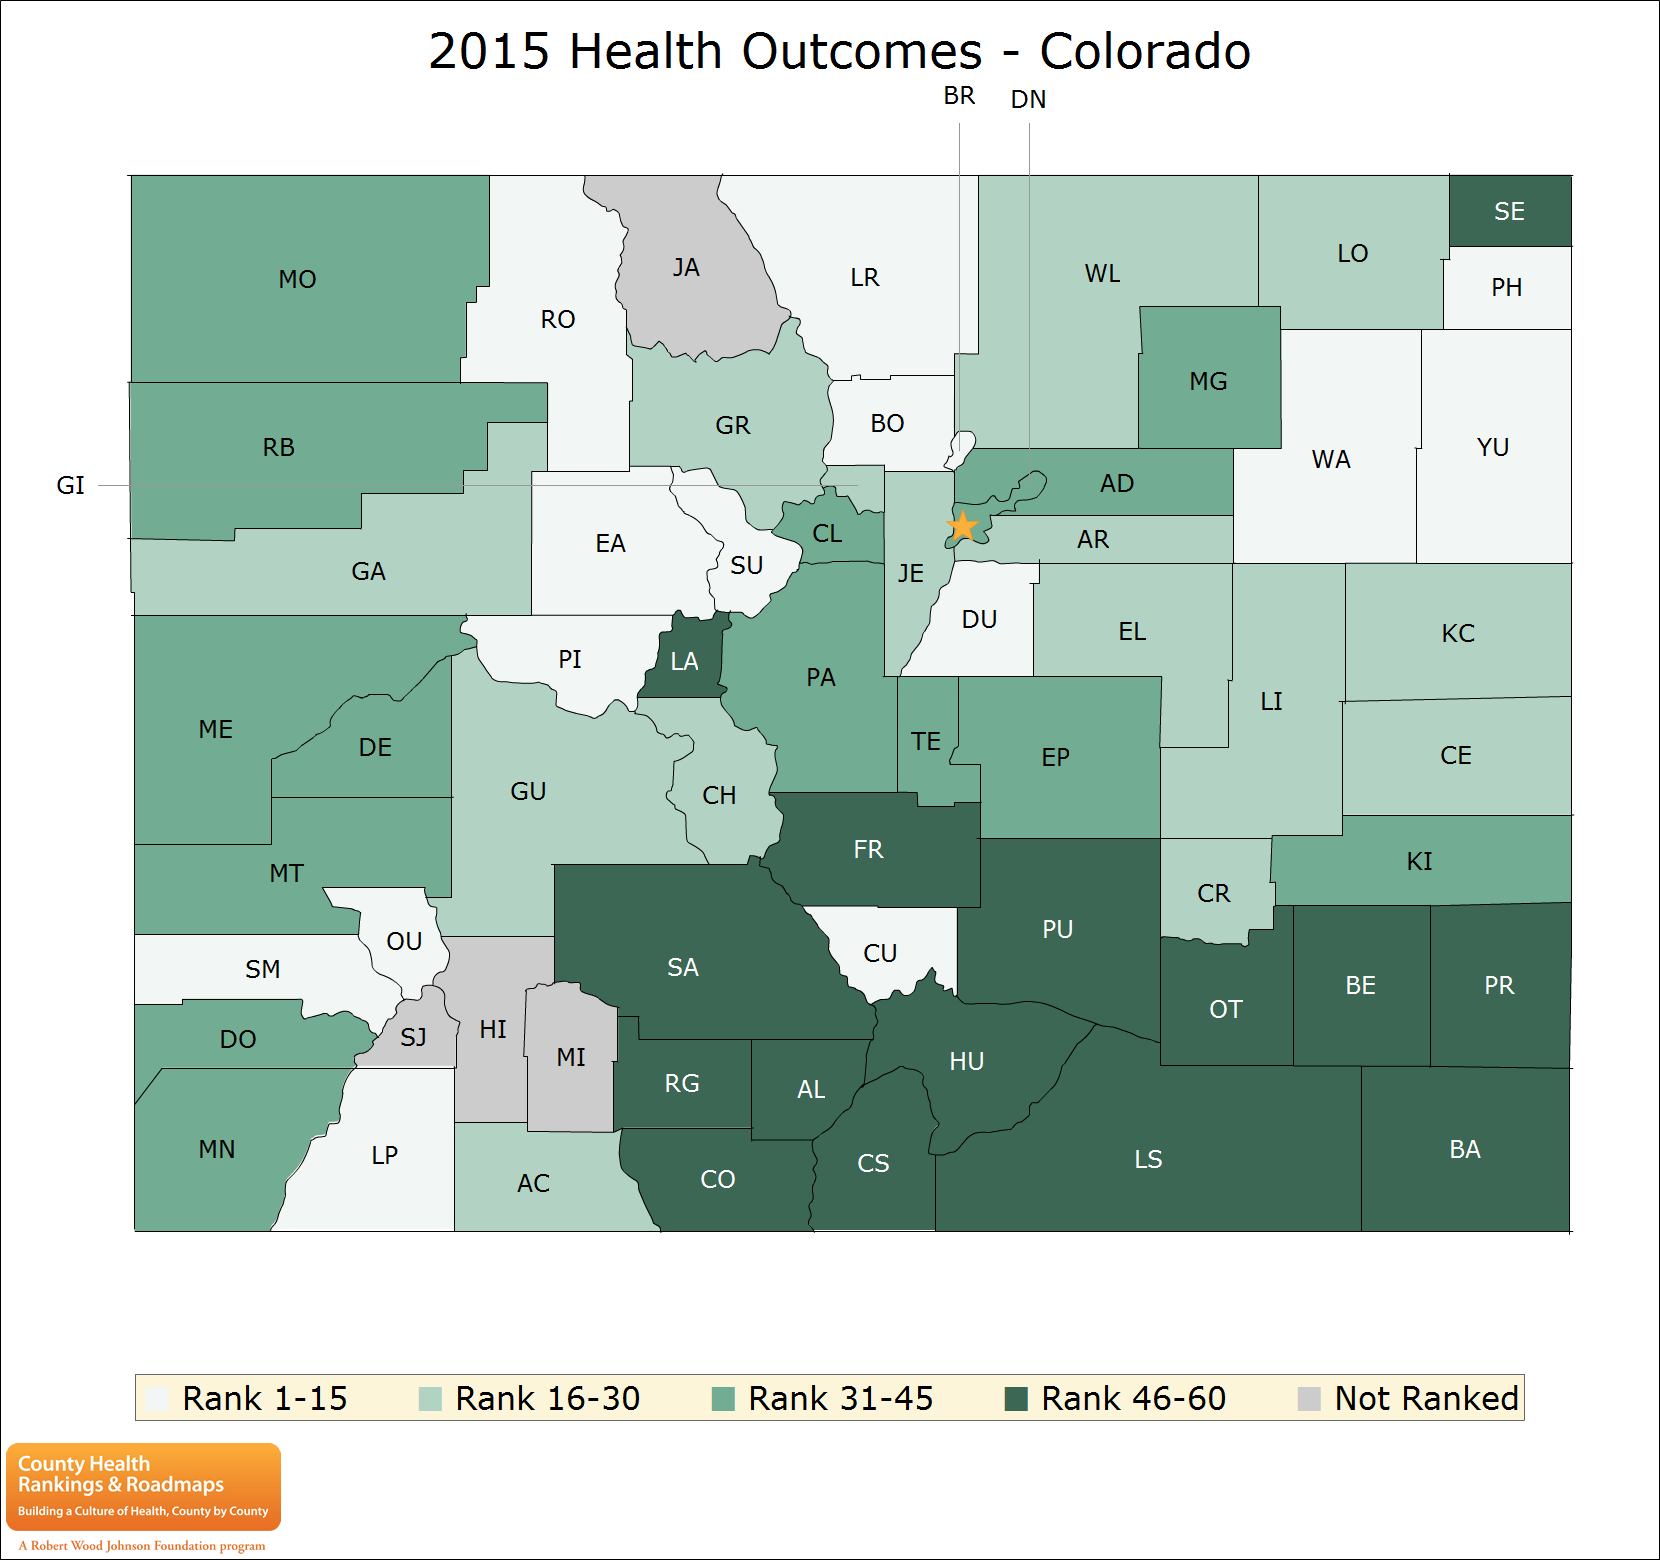 2015 Health Outcomes - Colorado
BR
DN
SE
LO
JA
LR
WL
MO
PH
RO
MG
BO
GR
RB
YU
WA
GI
AD
CL
AR
EA
SU
GA
JE
DU
EL
KC
PI
LA
PA
LI
ME
TE
DE
EP
CE
GU
CH
FR
KI
MT
CR
PU
OU
CU
SM
SA
BE
PR
OT
HI
SJ
DO
MI
HU
RG
AL
MN
LP
BA
LS
CS
CO
AC
Rank 1-15
Rank 16-30
Rank 31-45
Rank 46-60
Not Ranked
County Health
Rankings & Roadmaps
Building a Culture of Health, County by County
A Robert Wood Johnson Foundation program